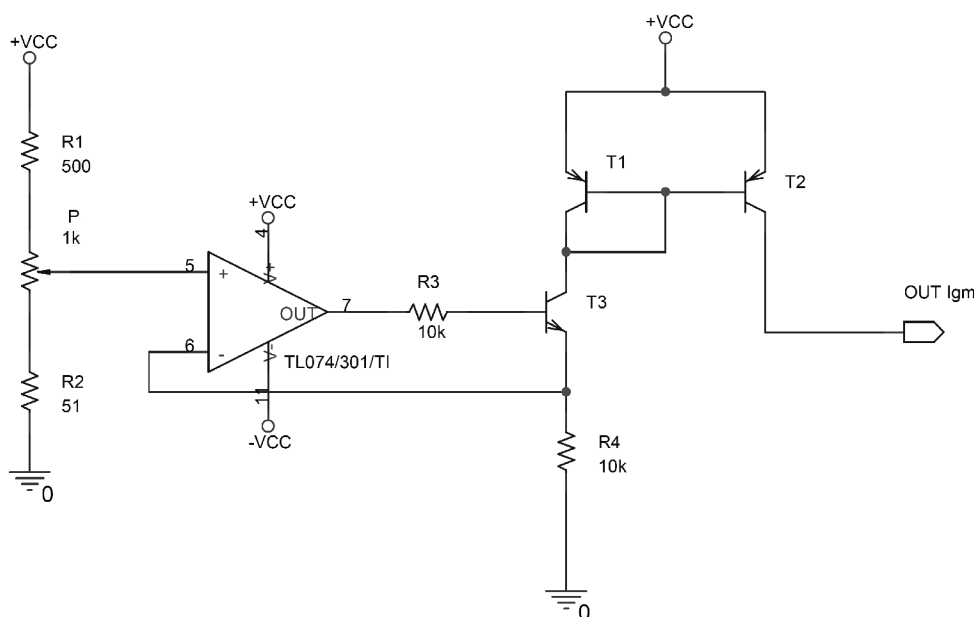 +VCC
R1
500
P
1k
R2
51
0
+VCC
4
V+
5
+
OUT
7
6
-
V-
TL074/301/TI
11
-VCC
R3
10k
+VCC
T1
T2
T3
OUT Igm
R4
10k
0